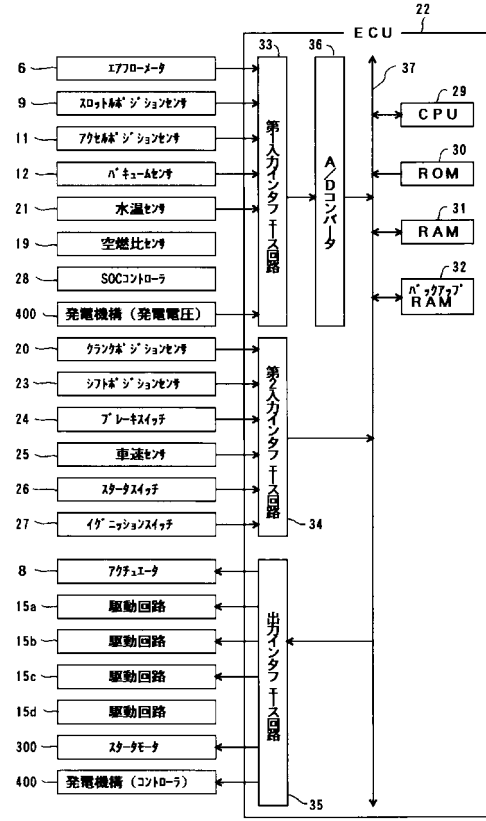 ECU
22
6
エアフローメータ
9
スロットルポジションセンサ
11
アクセルポジションセンサ
12
バキュームセンサ
21
水温センサ
19
空燃比センサ
28
SOCコントローラ
400
発電機構(発電電圧)
33
第1入力インタフェース回路
36
A/Dコンバータ
37
29
CPU
30
ROM
31
RAM
32
バックアップ
RAM
20
クランクポジションセンサ
23
シフトポジションセンサ
24
ブレーキスイッチ
25
車速センサ
26
スタータスイッチ
27
イグニッションスイッチ
第2入力インタフェース回路
34
8
アクチュエータ
15a
駆動回路
15b
駆動回路
15c
駆動回路
15d
駆動回路
300
スタータモータ
400
発電機構(コントローラ)
出力インタフェース回路
35